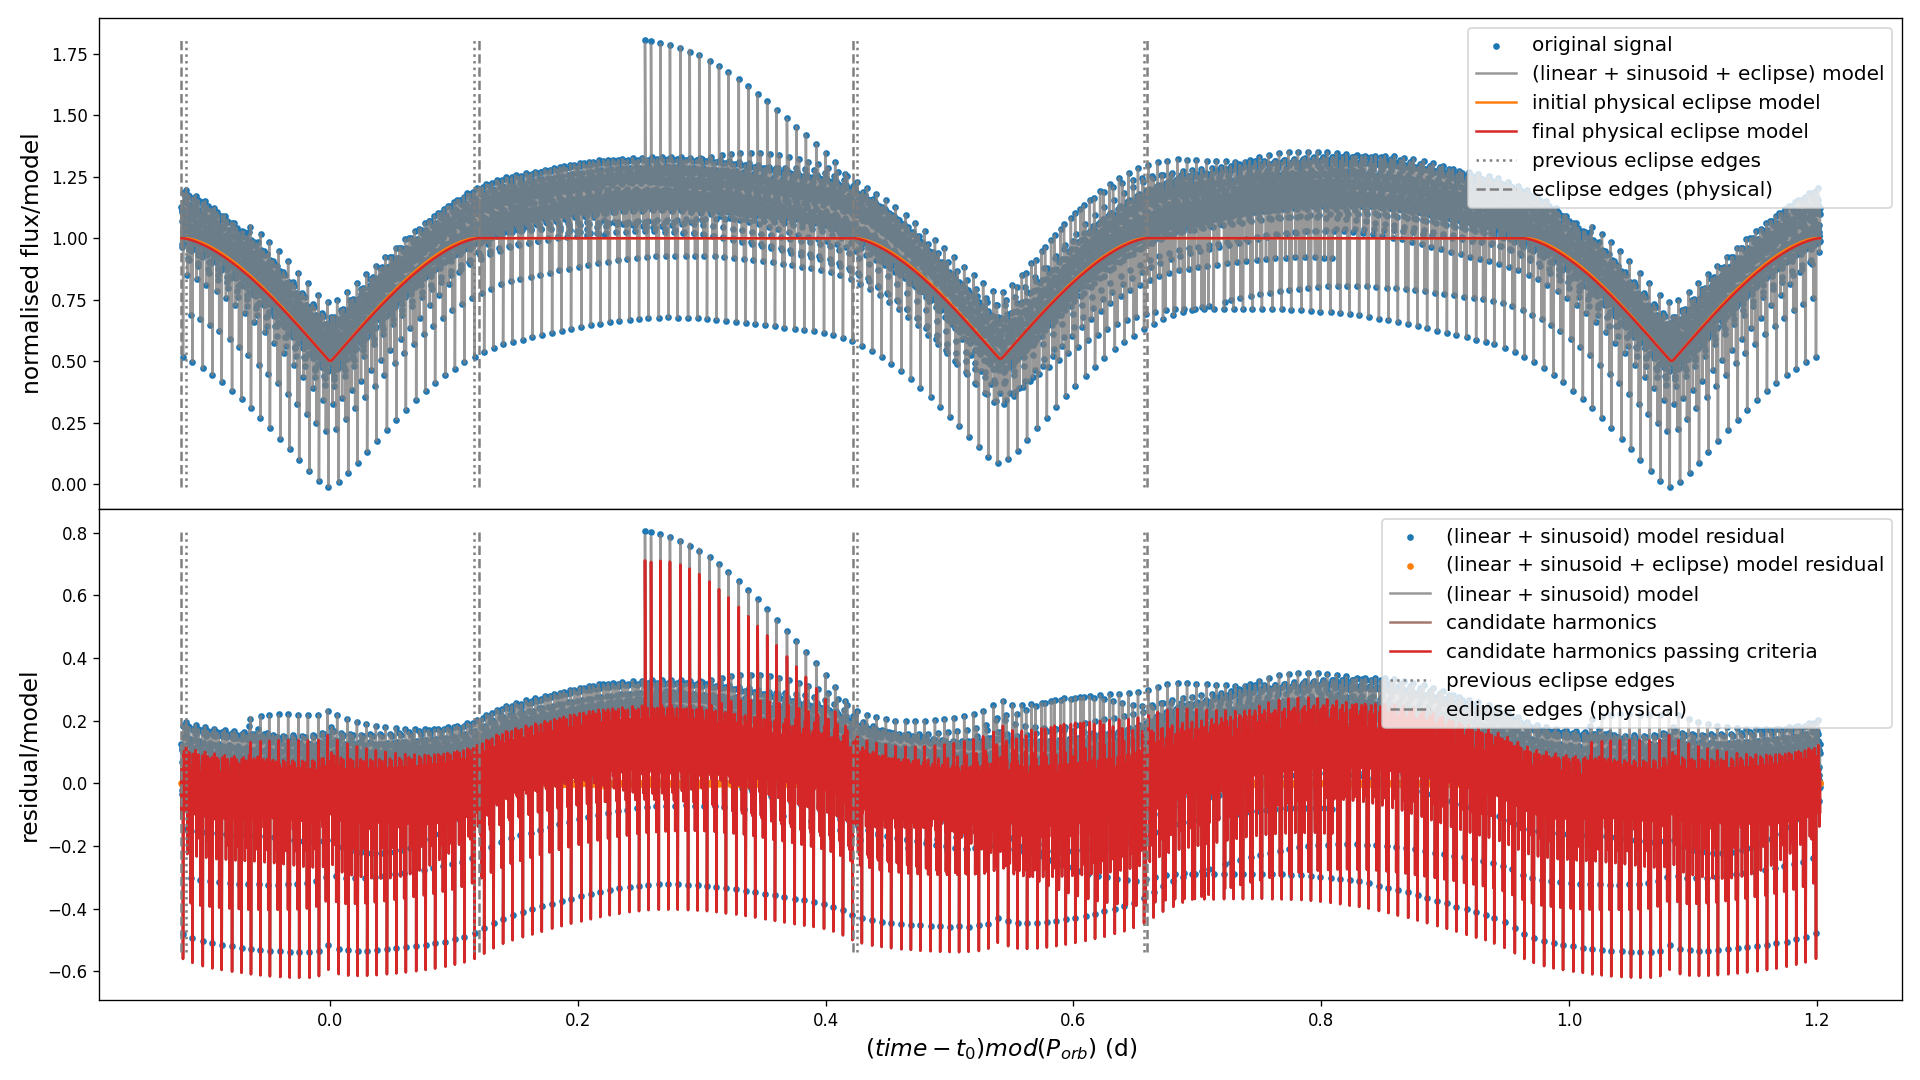 normalised flux/model
1.75
1.50
1.25
1.00
0.75
0.50
0.25
0.00
original signal
(linear + sinusoid + eclipse) model
initial physical eclipse model
final physical eclipse model
previous eclipse edges
eclipse edges (physical)
residual/model
0.8
0.6
0.4
0.2
0.0
−0.2
−0.4
−0.6
(linear + sinusoid) model residual
(linear + sinusoid + eclipse) model residual
(linear + sinusoid) model
candidate harmonics
candidate harmonics passing criteria
previous eclipse edges
eclipse edges (physical)
0.0 0.2 0.4 0.6 0.8 1.0 1.2
(time − t₀)mod(Pₒᵣb) (d)